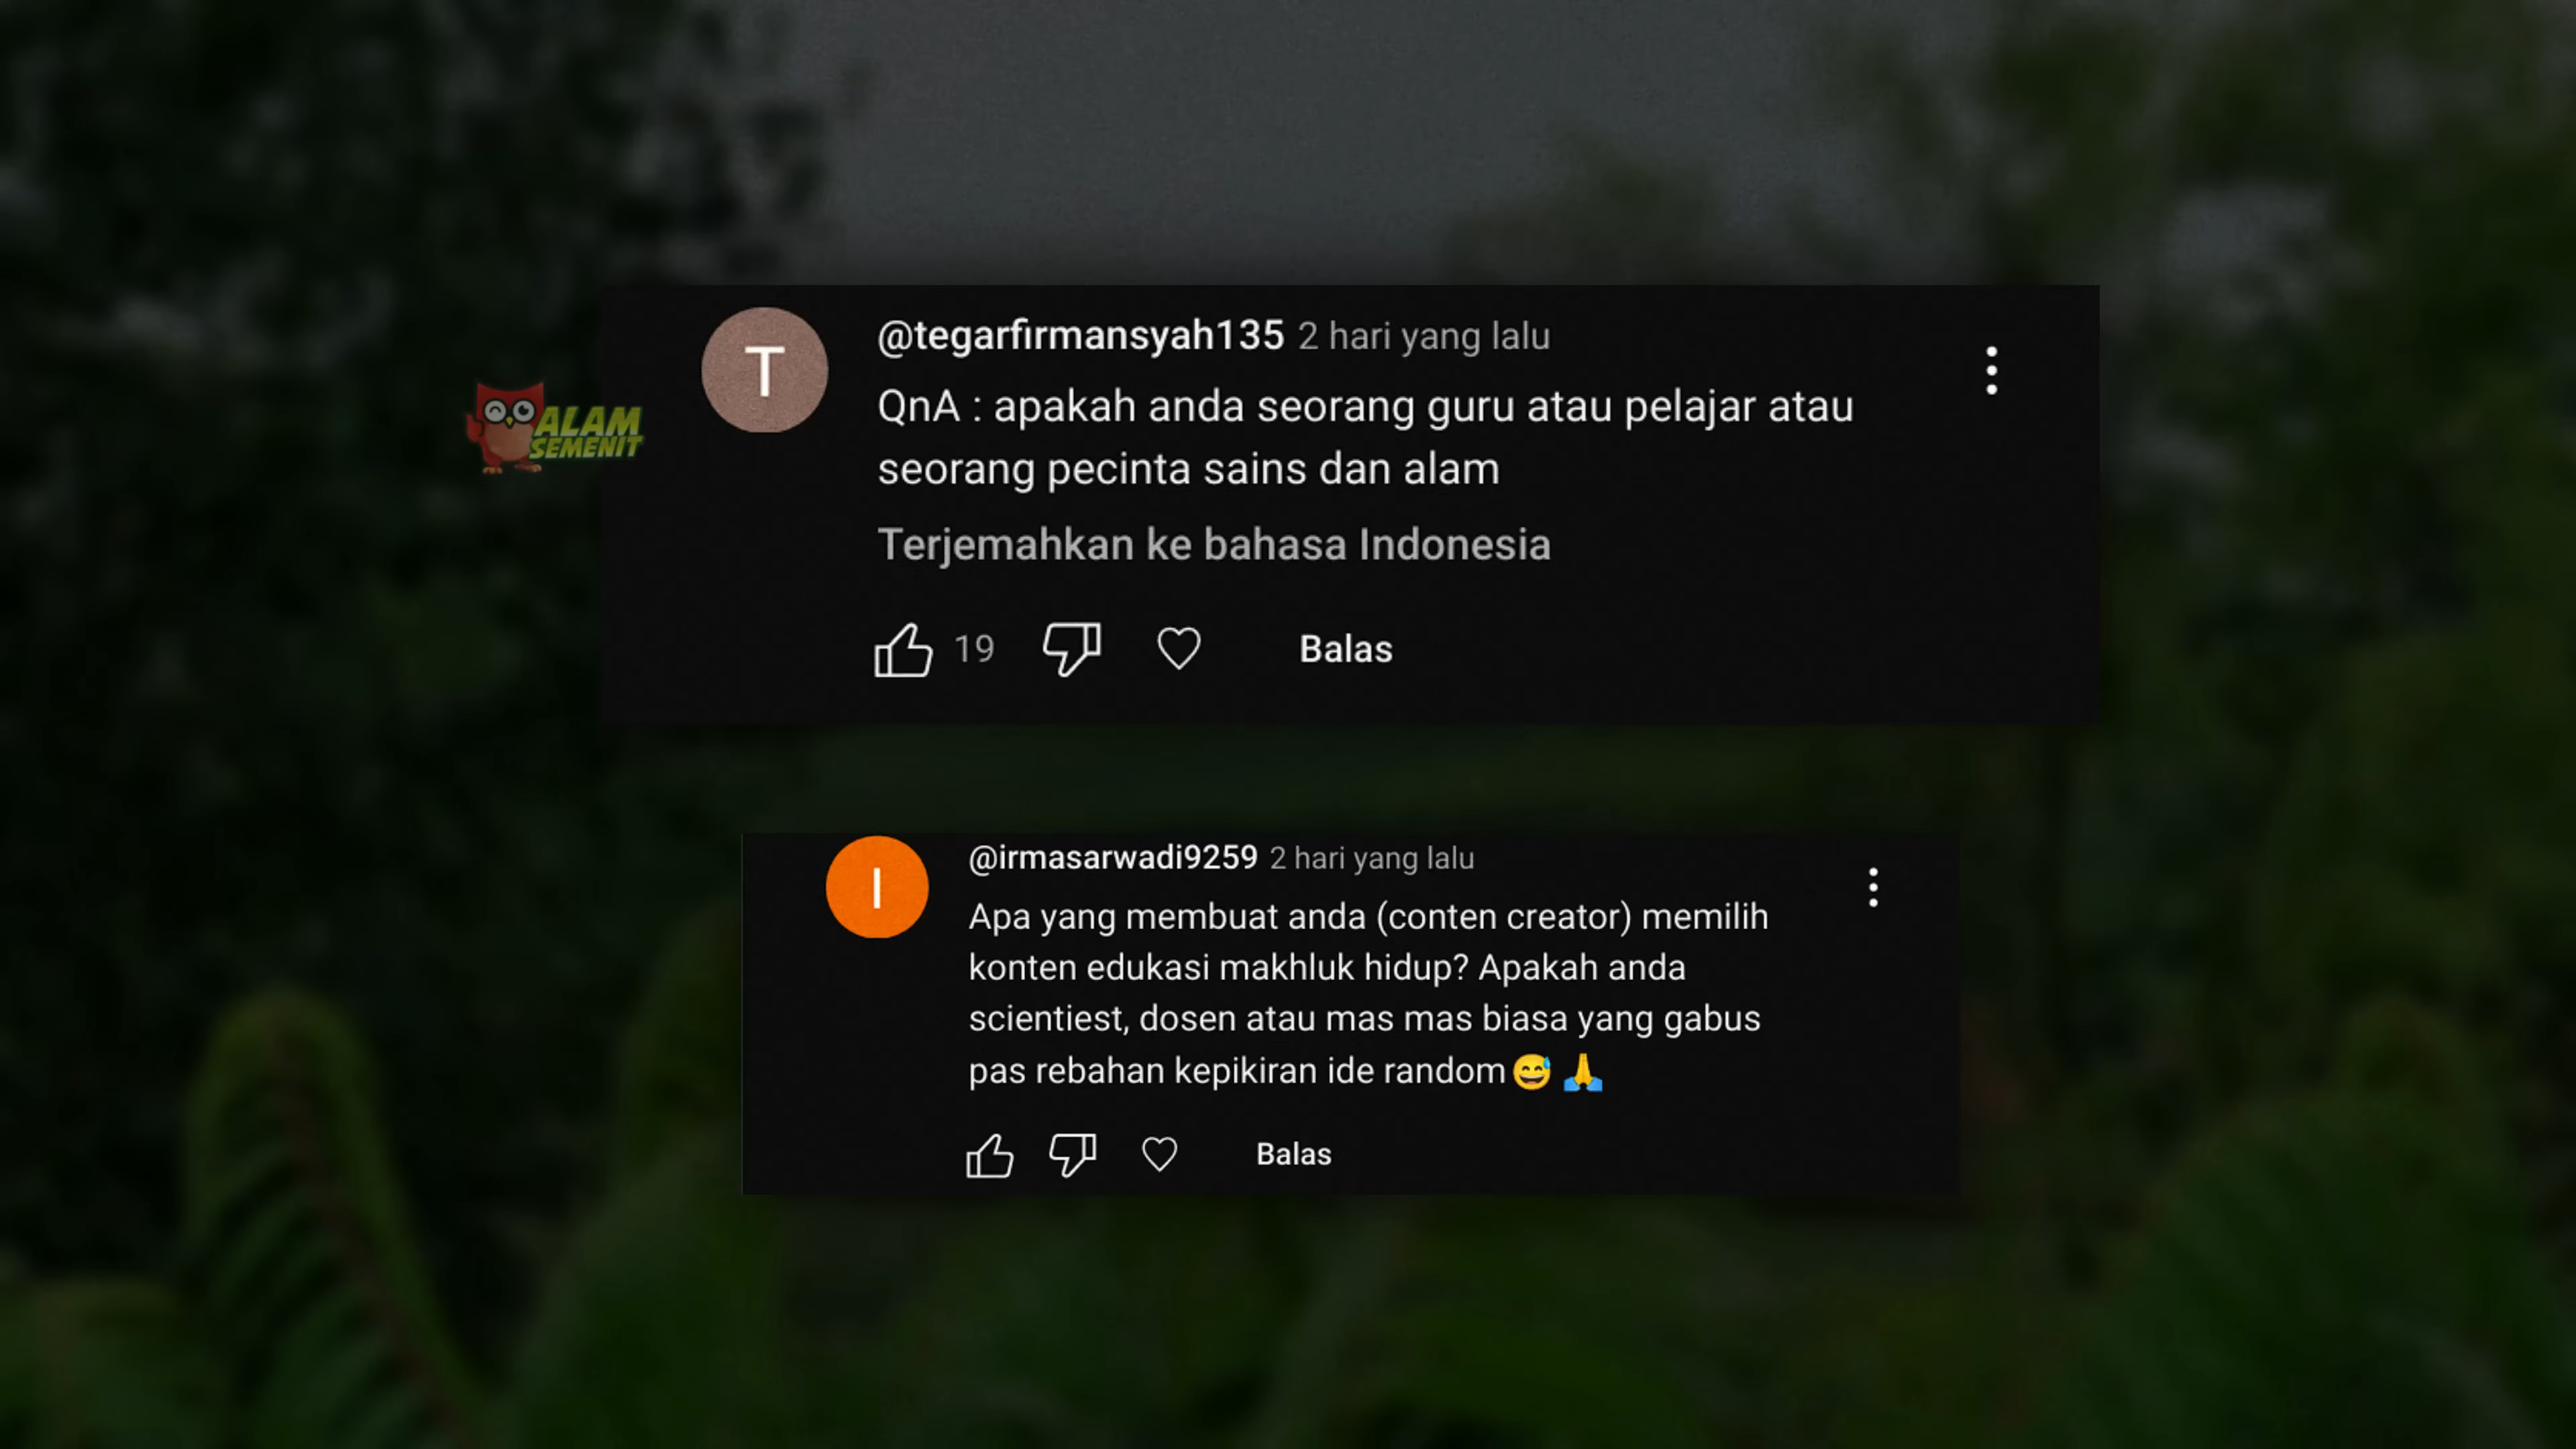 ALAM
SEMENIT
T
@tegarfirmansyah135 2 hari yang lalu
QnA : apakah anda seorang guru atau pelajar atau
seorang pecinta sains dan alam
Terjemahkan ke bahasa Indonesia
19
Balas
I
@irmasarwadi9259 2 hari yang lalu
Apa yang membuat anda (conten creator) memilih
konten edukasi makhluk hidup? Apakah anda
scientiest, dosen atau mas mas biasa yang gabus
pas rebahan kepikiran ide random😅🙏
Balas